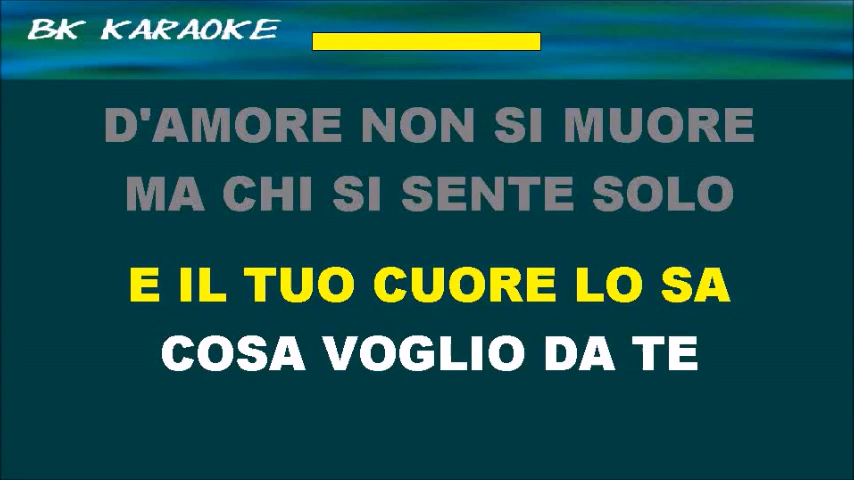 BK KARAOKE
D'AMORE NON SI MUORE
MA CHI SI SENTE SOLO
E IL TUO CUORE LO SA
COSA VOGLIO DA TE